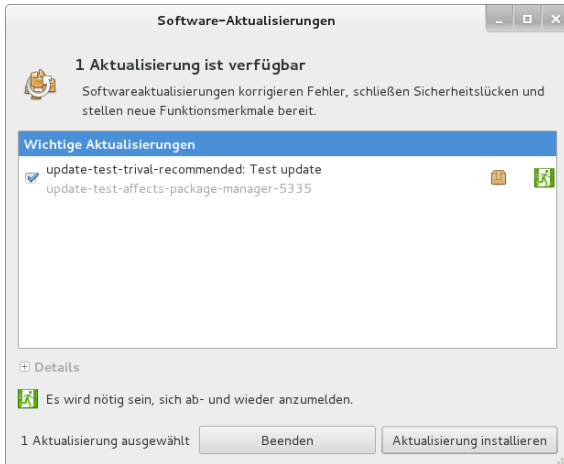 Software-Aktualisierungen
1 Aktualisierung ist verfügbar
Softwareaktualisierungen korrigieren Fehler, schließen Sicherheitslücken und
stellen neue Funktionsmerkmale bereit.
Wichtige Aktualisierungen
update-test-trival-recommended: Test update
update-test-affects-package-manager-5335
Details
Es wird nötig sein, sich ab- und wieder anzumelden.
1 Aktualisierung ausgewählt Beenden Aktualisierung installieren